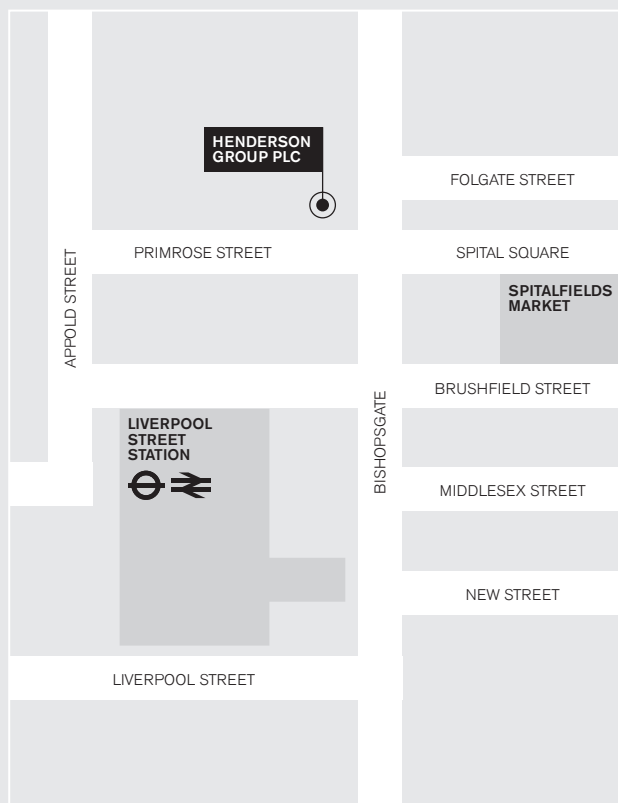 HENDERSON
GROUP PLC
FOLGATE STREET
PRIMROSE STREET
SPITAL SQUARE
APPOLD STREET
SPITALFIELDS
MARKET
BRUSHFIELD STREET
BISHOPSGATE
LIVERPOOL
STREET
STATION
MIDDLESEX STREET
NEW STREET
LIVERPOOL STREET